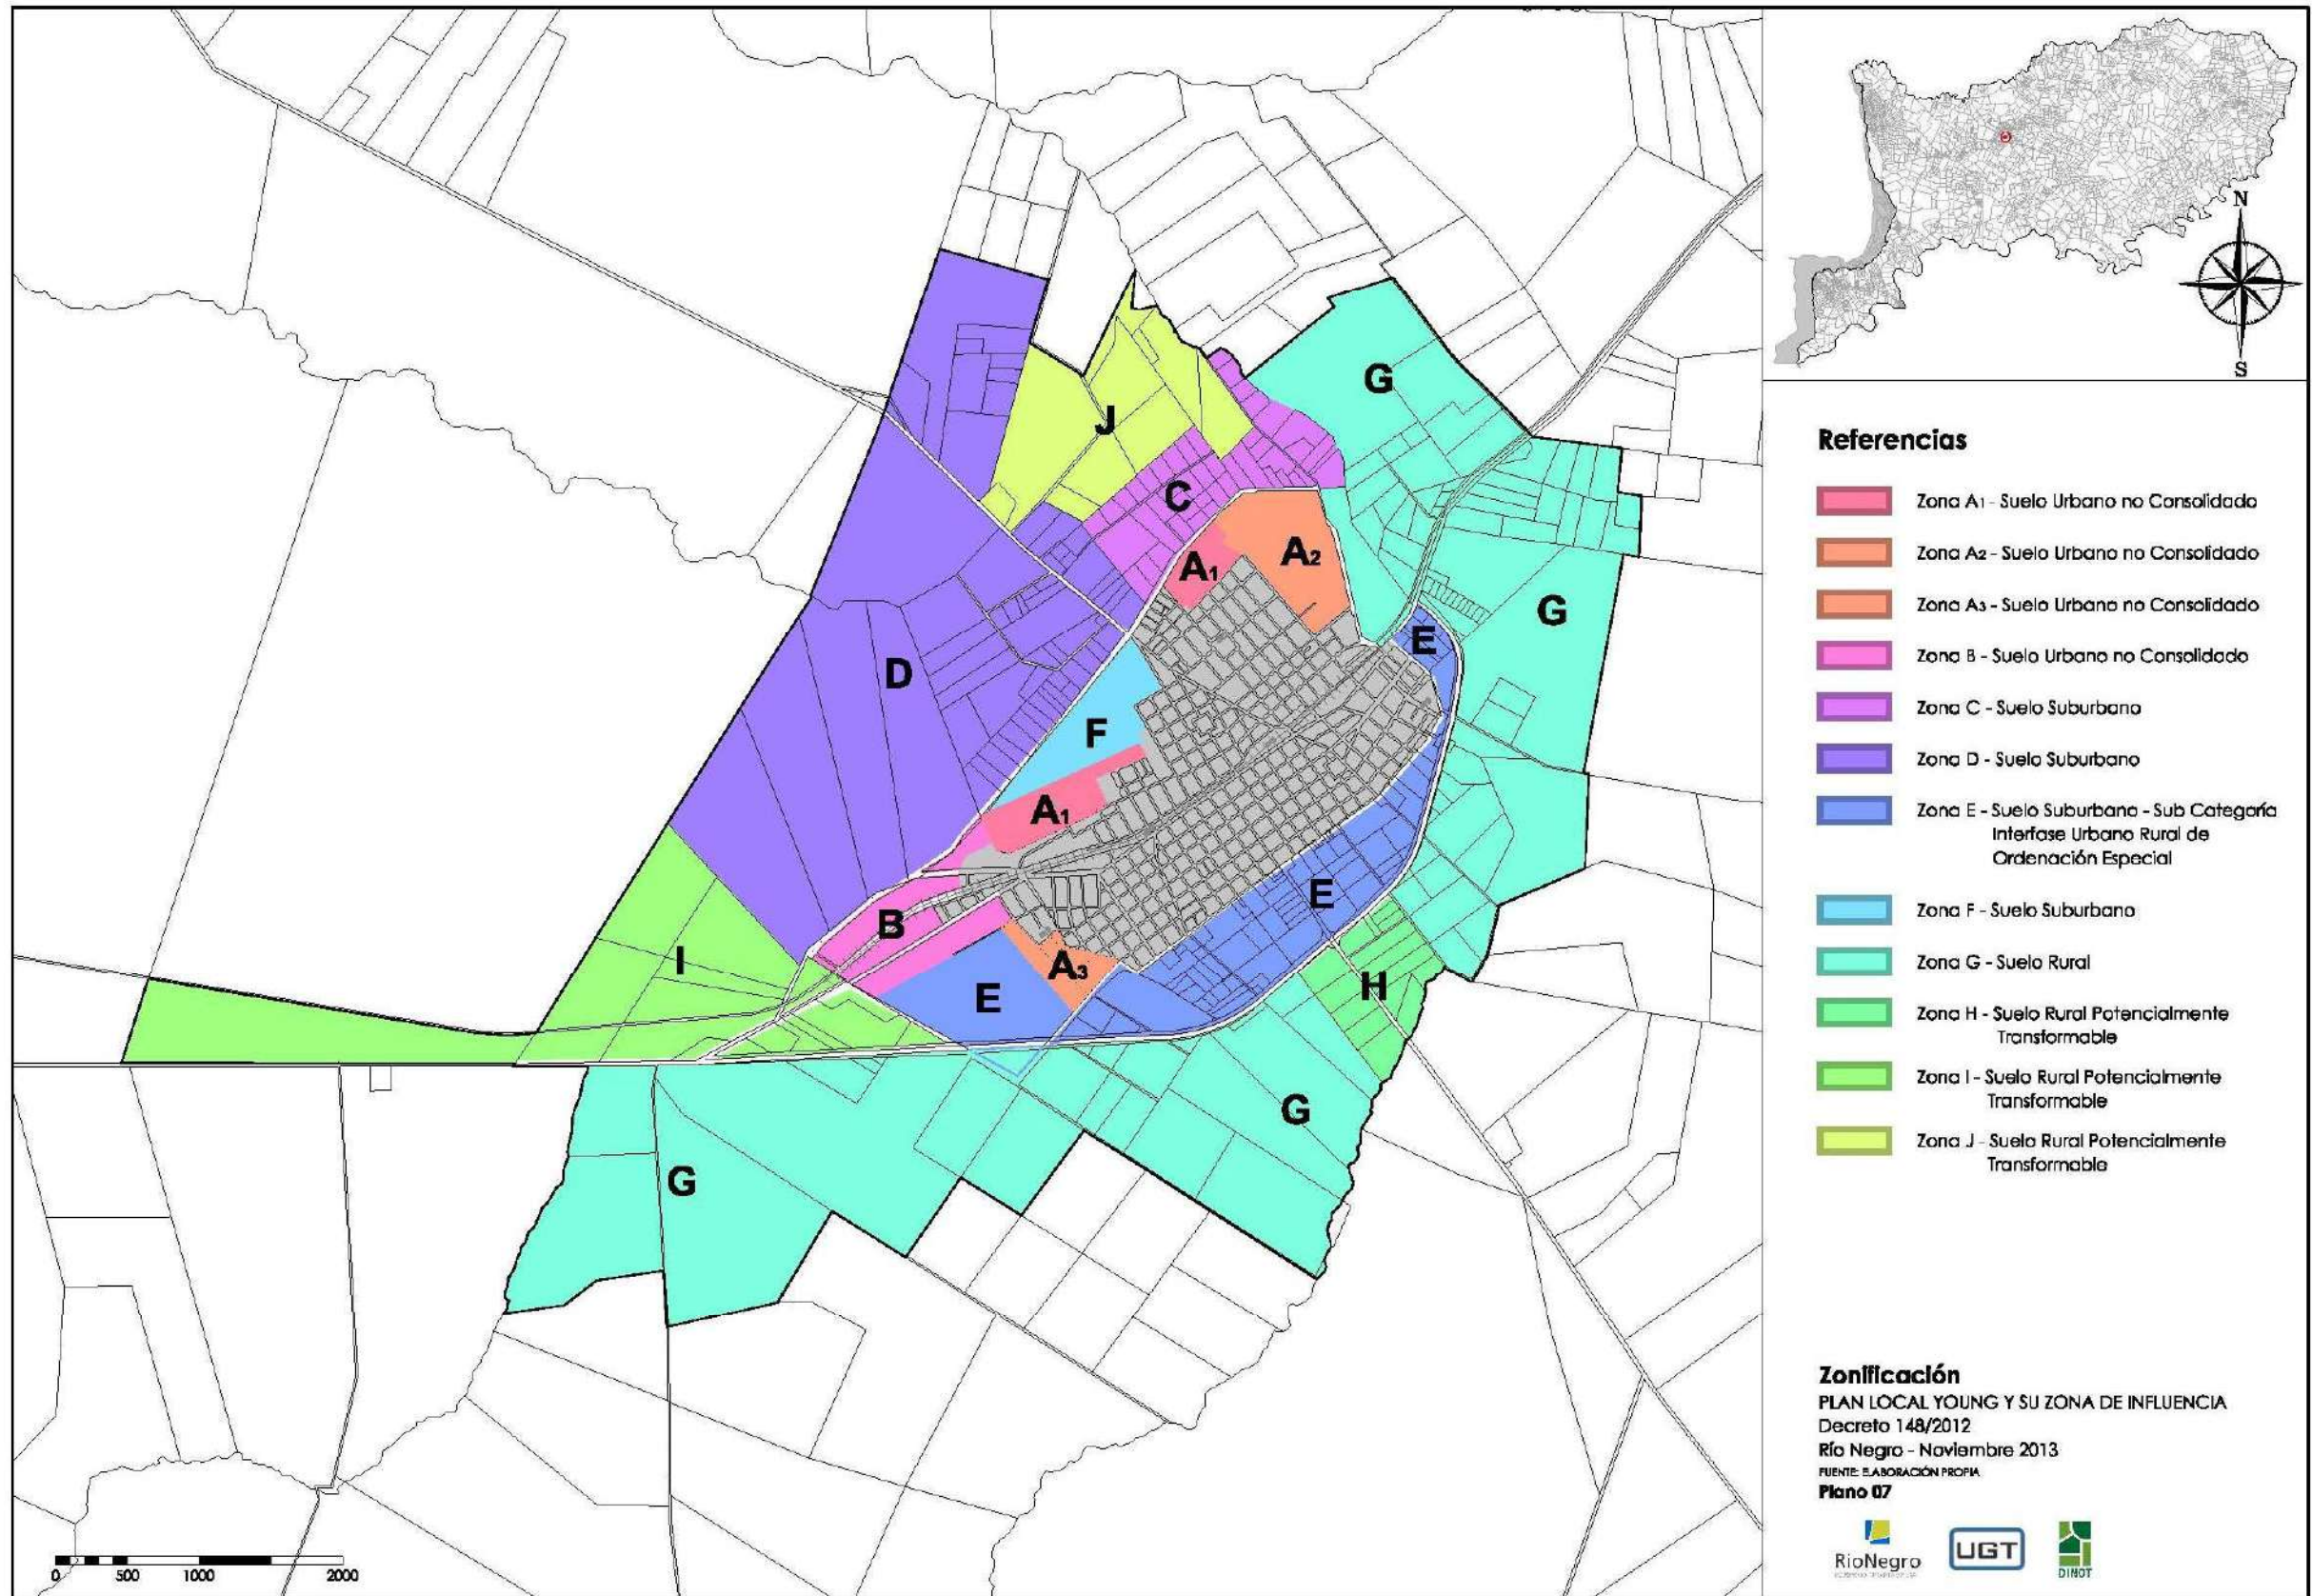 N
S
G
J
C
A1
A2
G
E
D
F
A1
E
B
I
A3
H
E
G
G
0 500 1000 2000
Referencias
Zona A1 - Suelo Urbano no Consolidado
Zona A2 - Suelo Urbano no Consolidado
Zona A3 - Suelo Urbano no Consolidado
Zona B - Suelo Urbano no Consolidado
Zona C - Suelo Suburbano
Zona D - Suelo Suburbano
Zona E - Suelo Suburbano - Sub Categoría
Interfase Urbano Rural de
Ordenación Especial
Zona F - Suelo Suburbano
Zona G - Suelo Rural
Zona H - Suelo Rural Potencialmente
Transformable
Zona I - Suelo Rural Potencialmente
Transformable
Zona J - Suelo Rural Potencialmente
Transformable
Zonificación
PLAN LOCAL YOUNG Y SU ZONA DE INFLUENCIA
Decreto 148/2012
Río Negro - Noviembre 2013
FUENTE: ELABORACIÓN PROPIA
Plano 07
RioNegro
UGT
DINOT